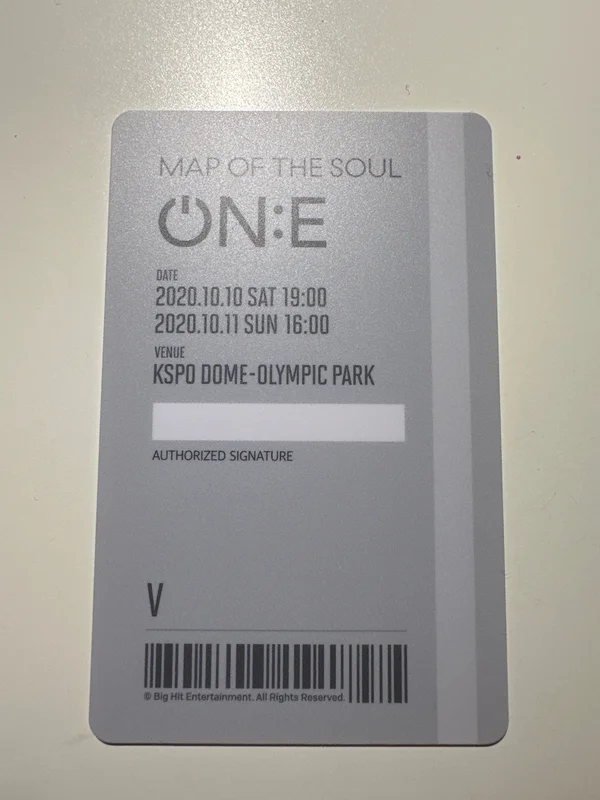 MAP OF THE SOUL
ON:E
DATE
2020.10.10 SAT 19:00
2020.10.11 SUN 16:00
VENUE
KSPO DOME-OLYMPIC PARK
AUTHORIZED SIGNATURE
V
© Big Hit Entertainment. All Rights Reserved.